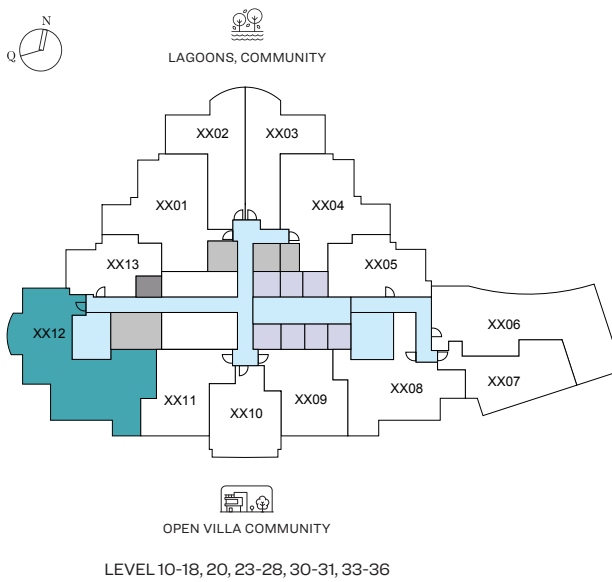 N
Q
LAGOONS, COMMUNITY
XX02
XX03
XX01
XX04
XX13
XX05
XX12
XX06
XX11
XX10
XX09
XX08
XX07
OPEN VILLA COMMUNITY
LEVEL 10-18, 20, 23-28, 30-31, 33-36